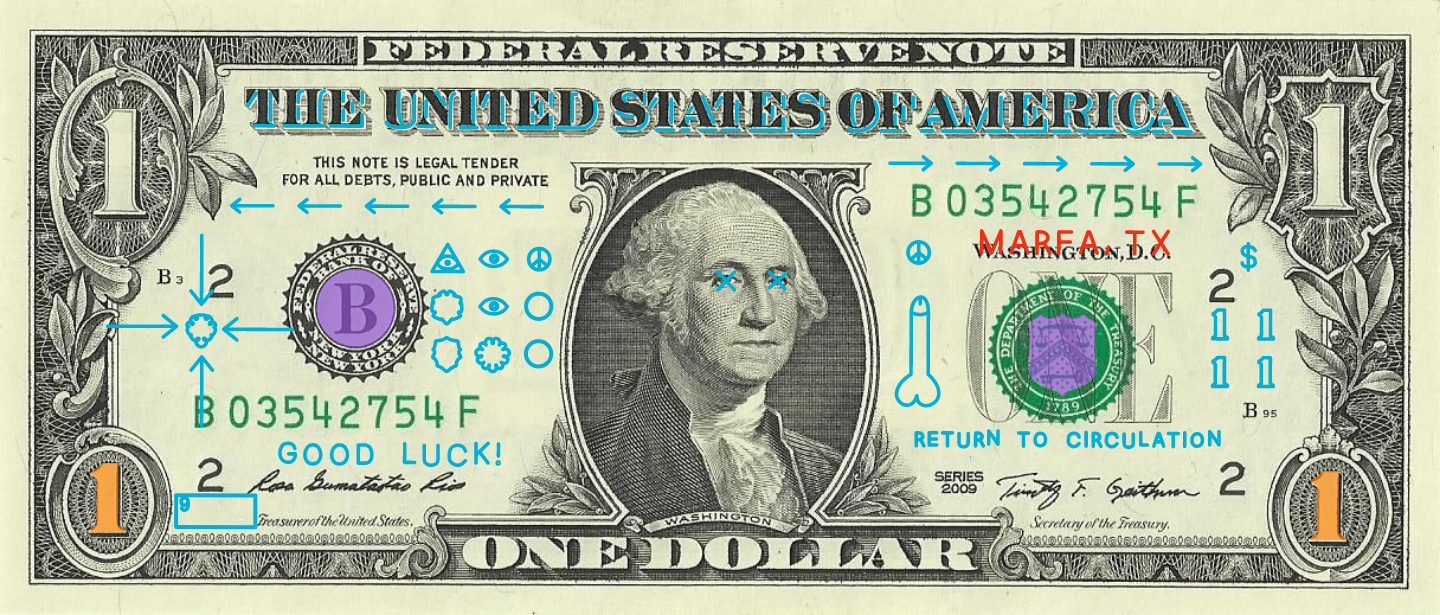 FEDERAL RESERVE NOTE
THE UNITED STATES OF AMERICA
1
1
THIS NOTE IS LEGAL TENDER
FOR ALL DEBTS, PUBLIC AND PRIVATE
B 03542754 F
MARFA, TX
WASHINGTON, D.C.
B 3
2
FEDERAL RESERVE BANK OF NEW YORK NEW YORK
B
ONE
THE DEPARTMENT OF THE TREASURY
1789
2
$
1 1
1 1
B 95
B 03542754 F
GOOD LUCK!
RETURN TO CIRCULATION
2
9
Rosa Gumataotao Rios
Treasurer of the United States.
SERIES
2009
Timothy F. Geithner
Secretary of the Treasury.
2
1
1
WASHINGTON
ONE DOLLAR